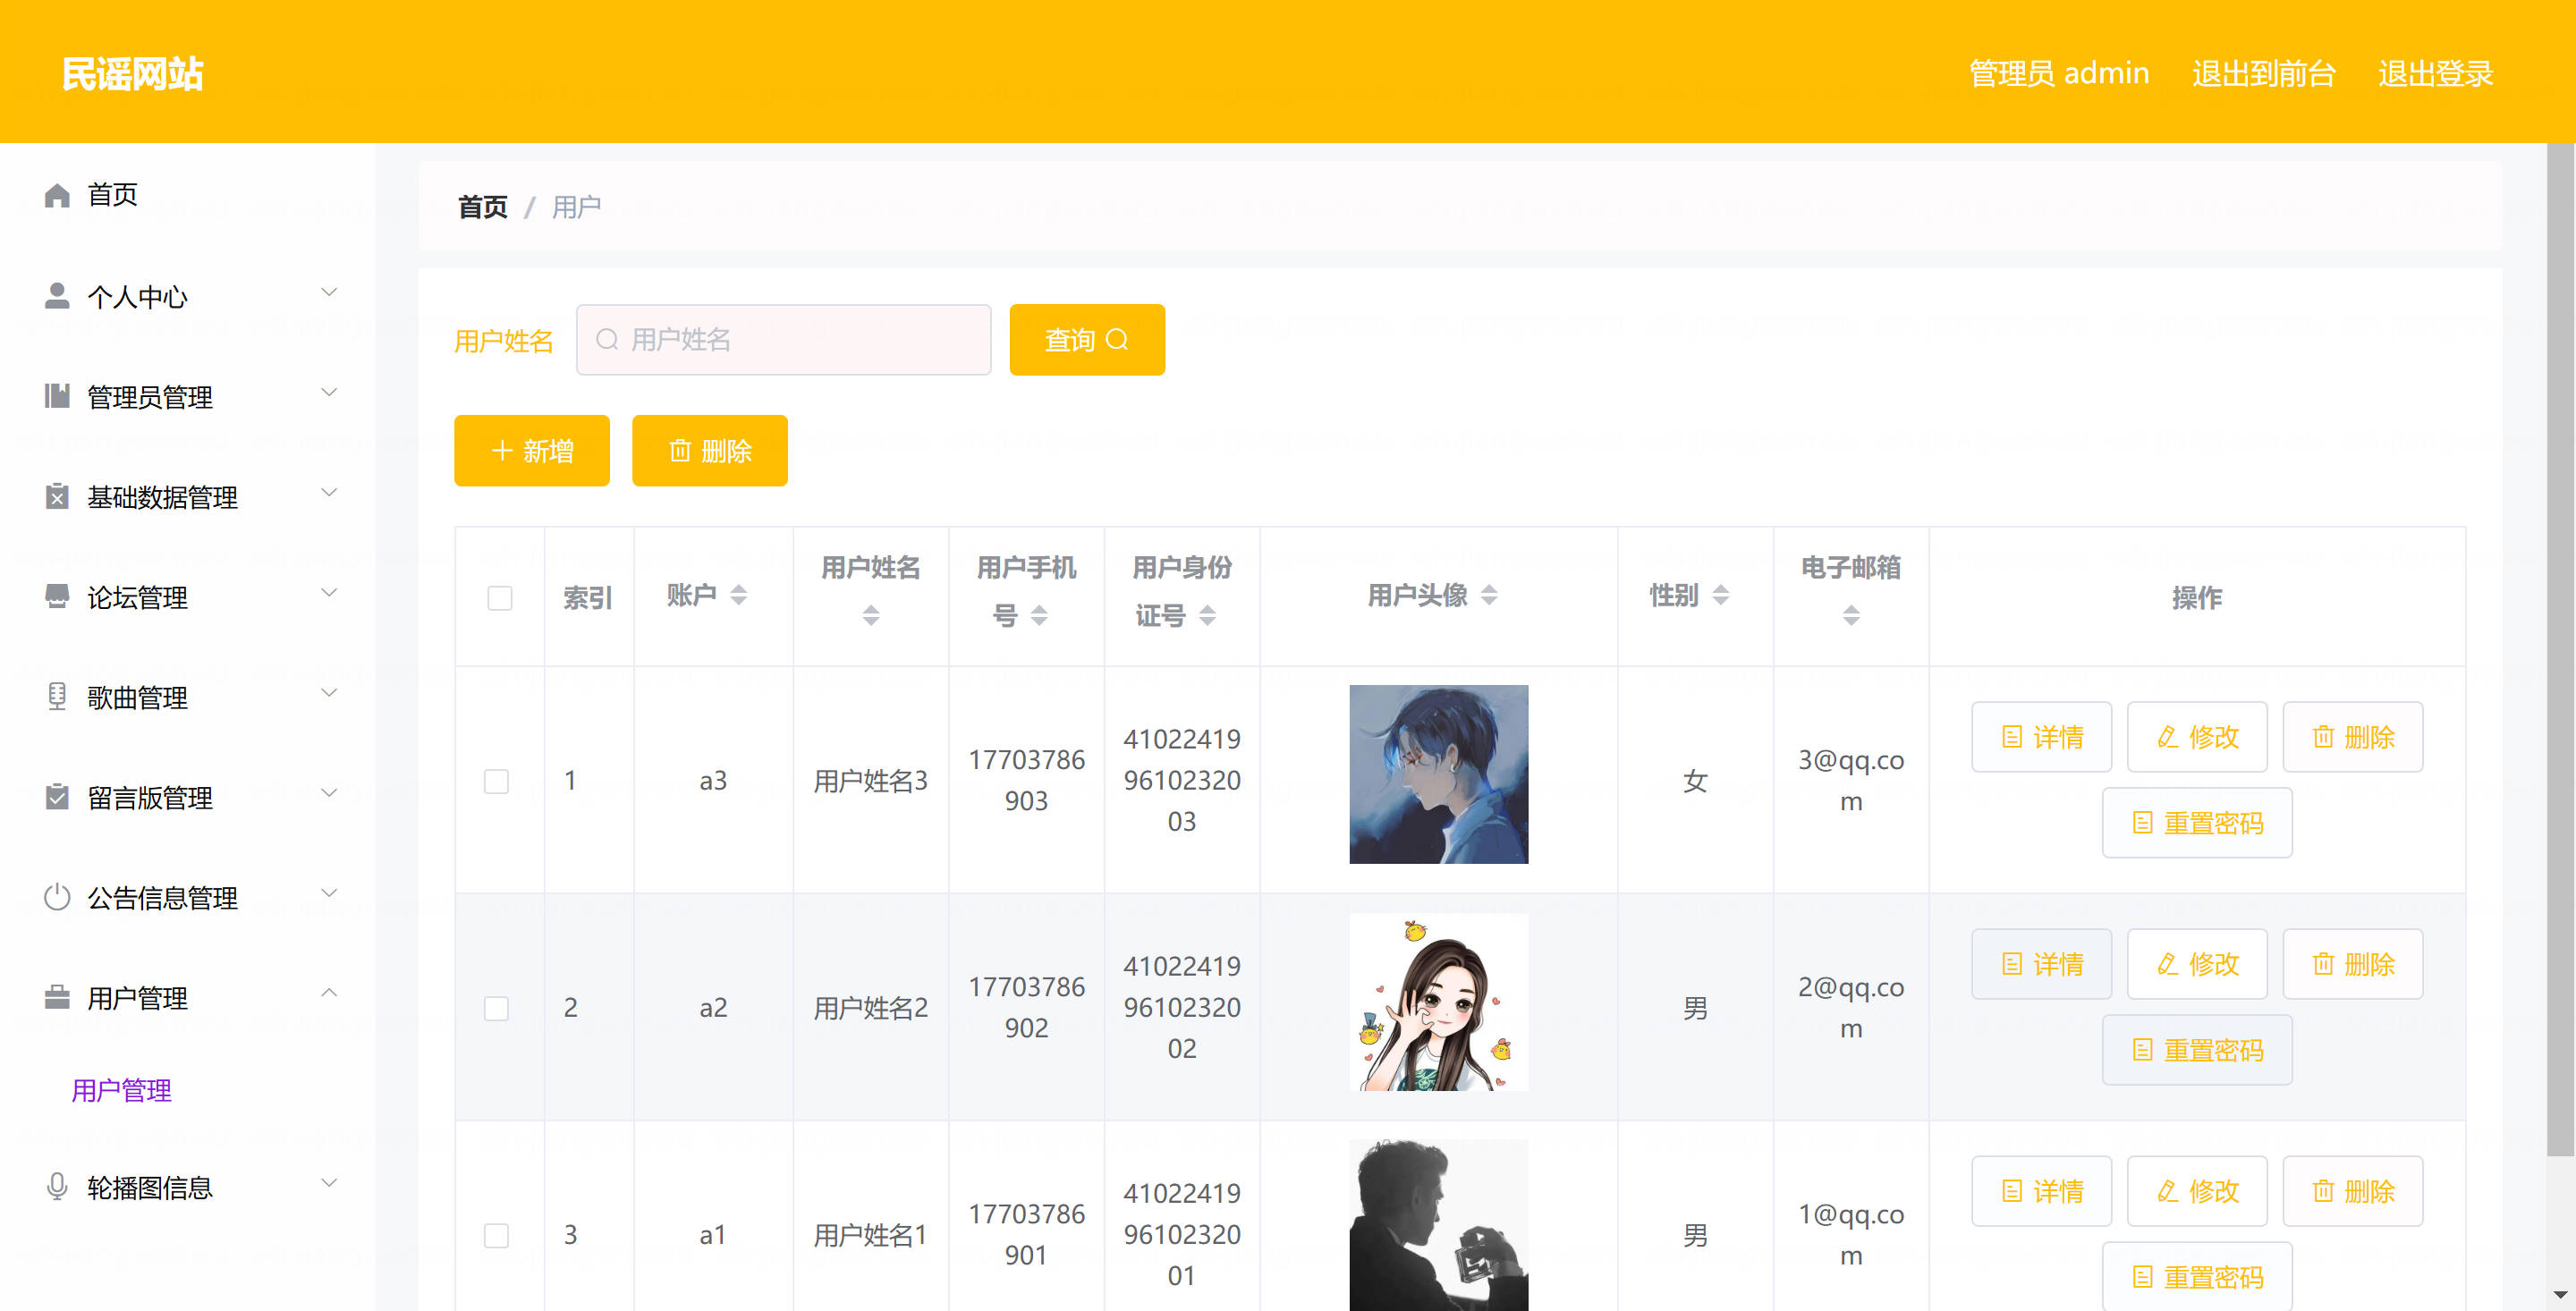 民谣网站
管理员 admin 退出到前台 退出登录
首页
个人中心
管理员管理
基础数据管理
论坛管理
歌曲管理
留言版管理
公告信息管理
用户管理
用户管理
轮播图信息
首页 / 用户
用户姓名 用户姓名 查询
新增 删除
索引 账户 用户姓名 用户手机号 用户身份证号 用户头像 性别 电子邮箱 操作
1 a3 用户姓名3 17703786903 410224199610232003 女 3@qq.com 详情 修改 删除
重置密码
2 a2 用户姓名2 17703786902 410224199610232002 男 2@qq.com 详情 修改 删除
重置密码
3 a1 用户姓名1 17703786901 410224199610232001 男 1@qq.com 详情 修改 删除
重置密码